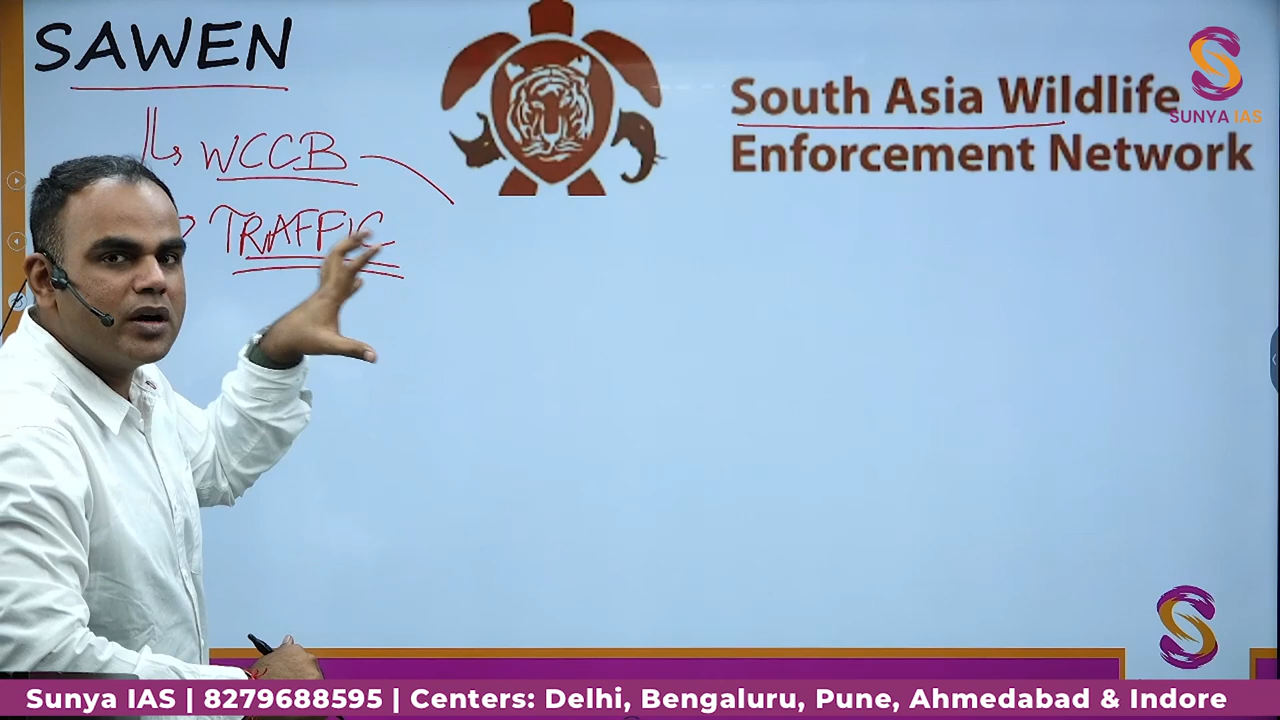 SAWEN
WCCB
TRAFFIC
South Asia Wildlife
Enforcement Network
SUNYA IAS
Sunya IAS | 8279688595 | Centers: Delhi, Bengaluru, Pune, Ahmedabad & Indore